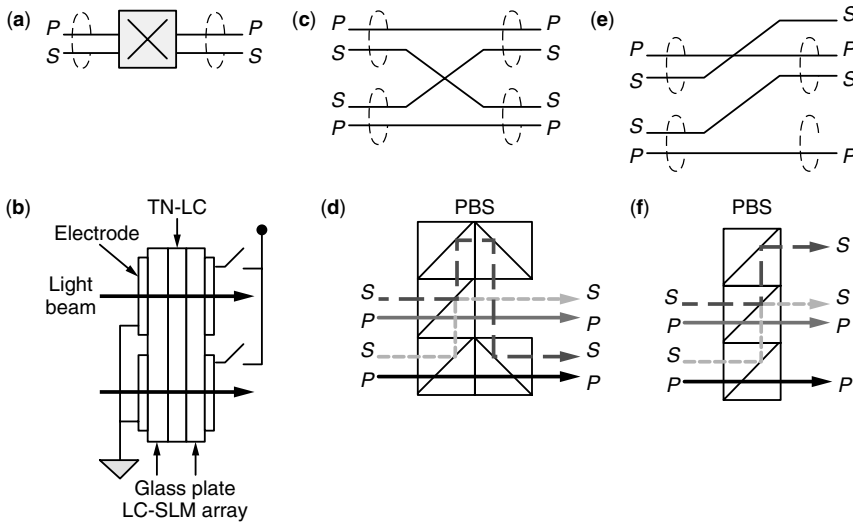 (a)
P P
S S
(b)
TN-LC
Electrode
Light
beam
Glass plate
LC-SLM array
(c)
P P
S S
S S
P P
(d)
PBS
S S
P P
S S
P P
(e)
S
P P
S S
S
P P
(f)
PBS
S
S S
P P
S
P P